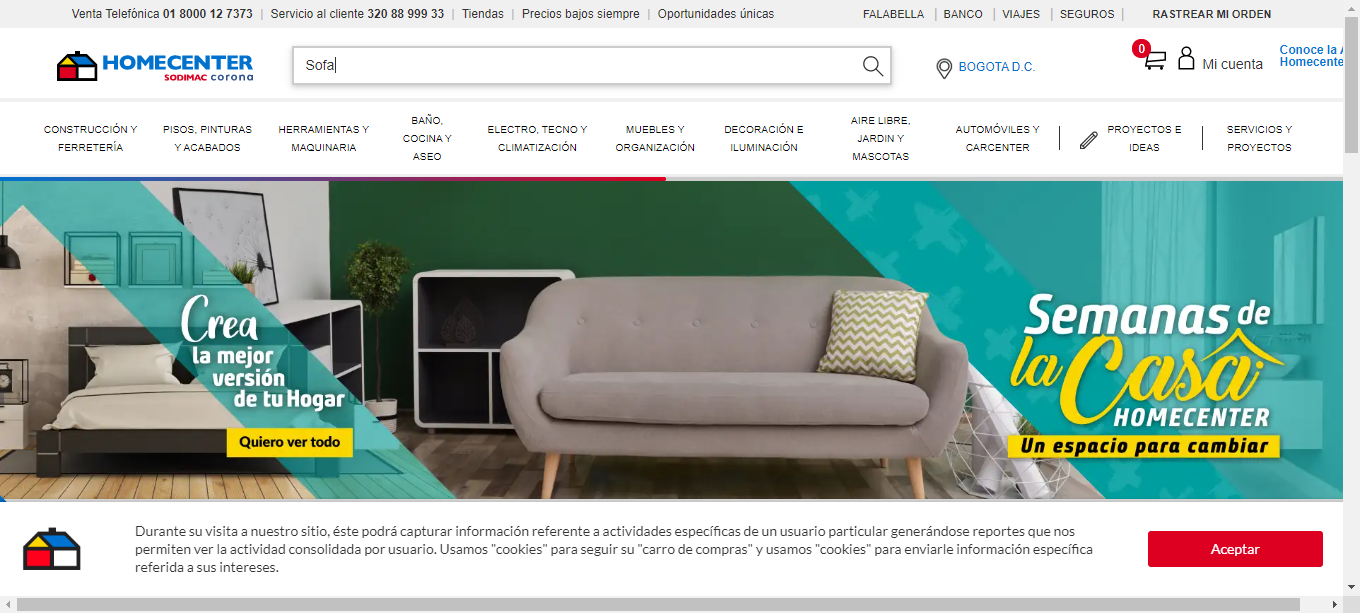 Venta Telefónica 01 8000 12 7373 | Servicio al cliente 320 88 999 33 | Tiendas | Precios bajos siempre | Oportunidades únicas
FALABELLA | BANCO | VIAJES | SEGUROS | RASTREAR MI ORDEN
HOMECENTER
SODIMAC corona
Sofa
BOGOTA D.C.
0
Mi cuenta
Conoce la A
Homecente
CONSTRUCCIÓN Y
FERRETERÍA
PISOS, PINTURAS
Y ACABADOS
HERRAMIENTAS Y
MAQUINARIA
BAÑO,
COCINA Y
ASEO
ELECTRO, TECNO Y
CLIMATIZACIÓN
MUEBLES Y
ORGANIZACIÓN
DECORACIÓN E
ILUMINACIÓN
AIRE LIBRE,
JARDIN Y
MASCOTAS
AUTOMÓVILES Y
CARCENTER
PROYECTOS E
IDEAS
SERVICIOS Y
PROYECTOS
Crea
la mejor
versión
de tu Hogar
Quiero ver todo
Semanas de
la Casa
HOMECENTER
Un espacio para cambiar
Durante su visita a nuestro sitio, éste podrá capturar información referente a actividades específicas de un usuario particular generándose reportes que nos
permiten ver la actividad consolidada por usuario. Usamos "cookies" para seguir su "carro de compras" y usamos "cookies" para enviarle información específica
referida a sus intereses.
Aceptar